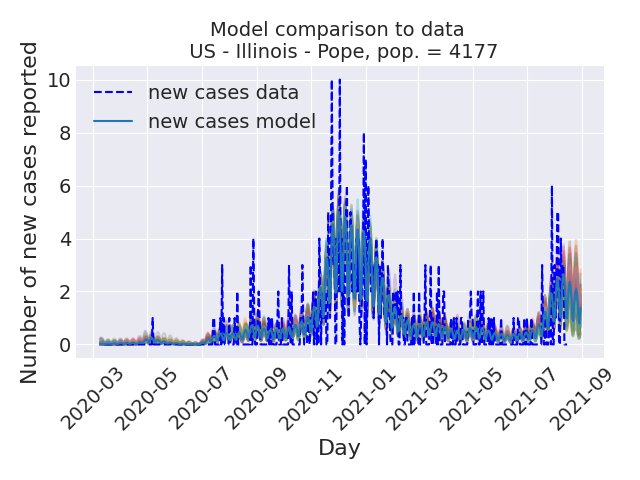 Model comparison to data
US - Illinois - Pope, pop. = 4177
Number of new cases reported
10
8
6
4
2
0
new cases data
new cases model
2020-03
2020-05
2020-07
2020-09
2020-11
2021-01
2021-03
2021-05
2021-07
2021-09
Day